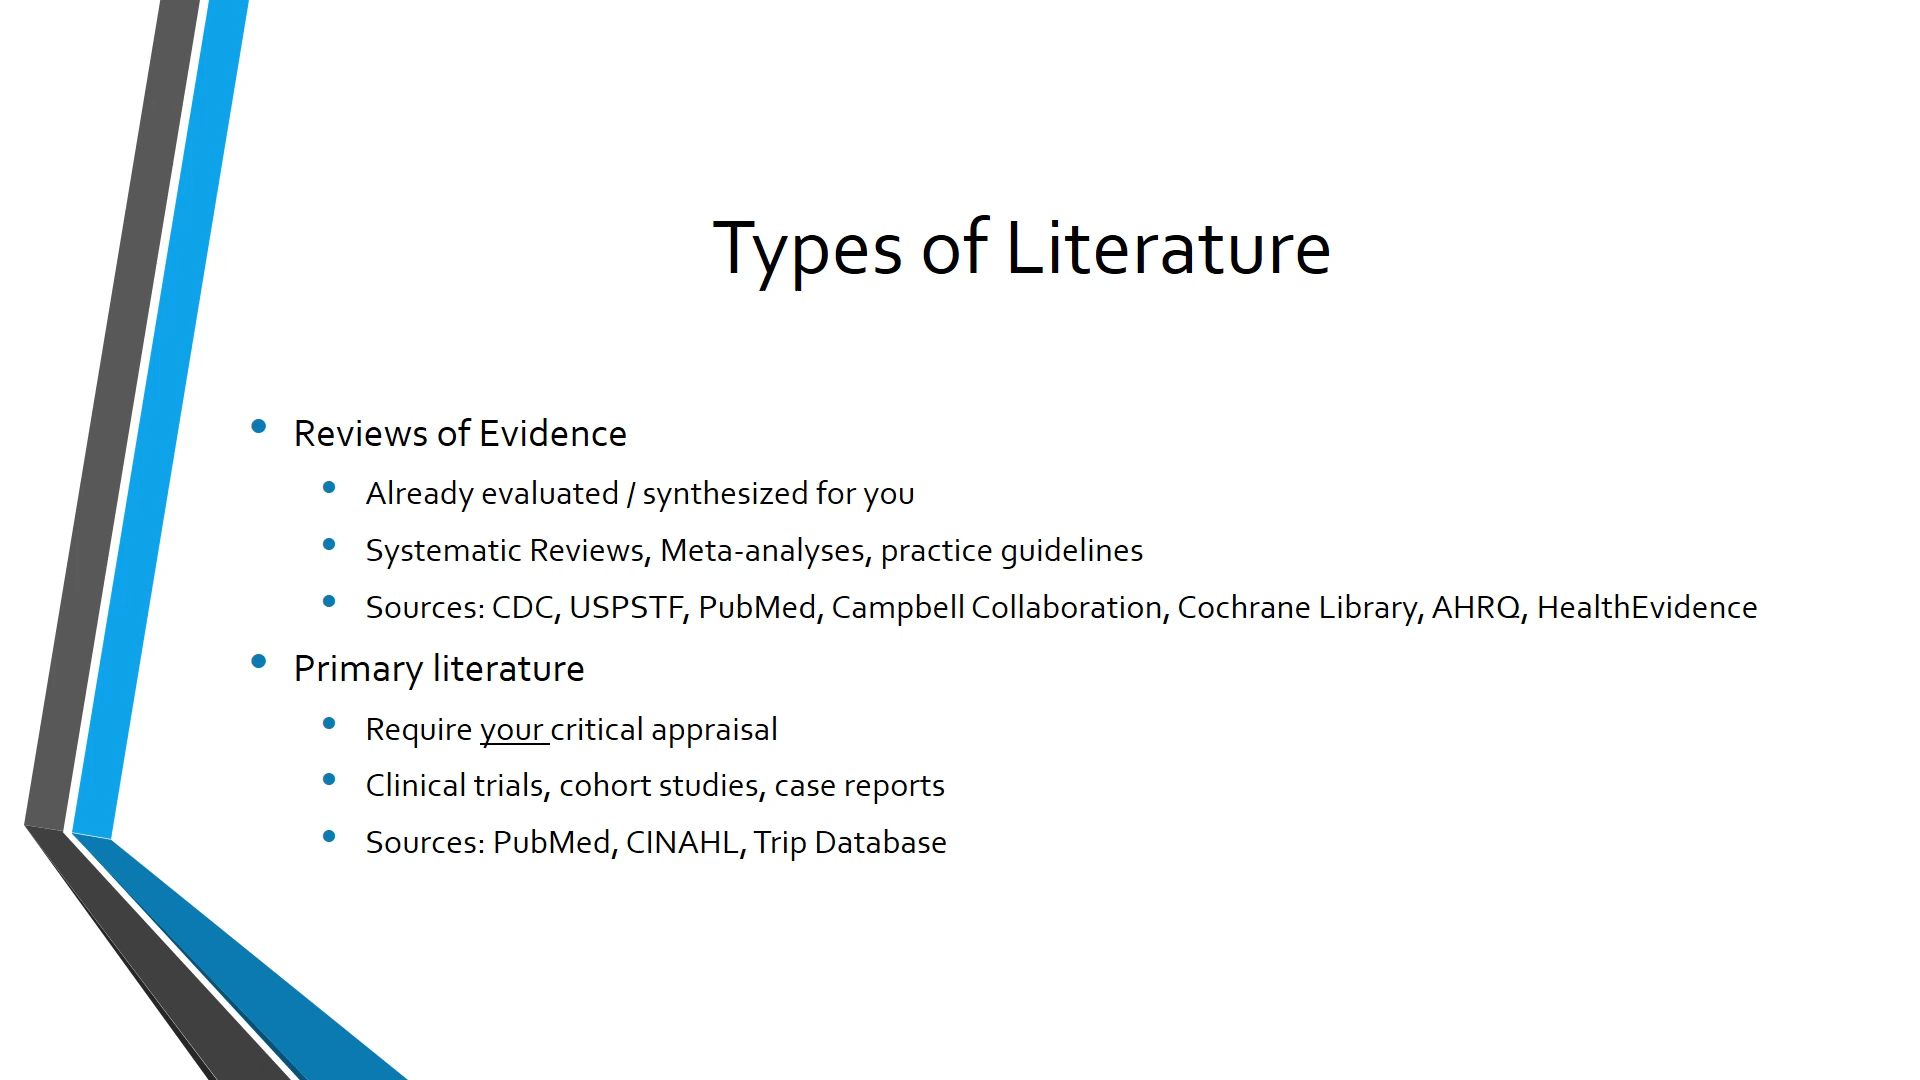 Types of Literature
Reviews of Evidence
Already evaluated / synthesized for you
Systematic Reviews, Meta-analyses, practice guidelines
Sources: CDC, USPSTF, PubMed, Campbell Collaboration, Cochrane Library, AHRQ, HealthEvidence
Primary literature
Require your critical appraisal
Clinical trials, cohort studies, case reports
Sources: PubMed, CINAHL, Trip Database